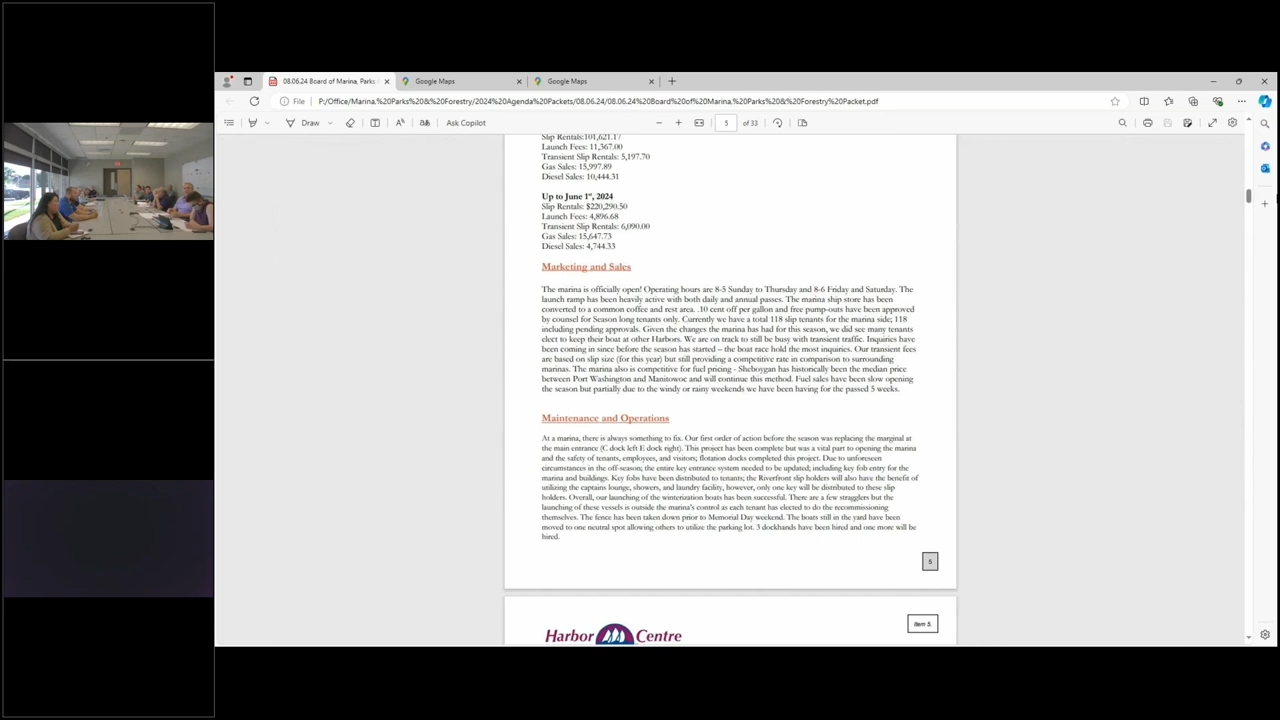 08.06.24 Board of Marina, Parks
Google Maps
Google Maps
File
P:/Office/Marina,%20Parks%20&%20Forestry/2024%20Agenda%20Packets/08.06.24/08.06.24%20Board%20of%20Marina,%20Parks%20&%20Forestry%20Packet.pdf
Draw
Ask Copilot
5
of 33
Slip Rentals:101,621.17
Launch Fees: 11,367.00
Transient Slip Rentals: 5,197.70
Gas Sales: 15,997.89
Diesel Sales: 10,444.31
Up to June 1st, 2024
Slip Rentals: $220,290.50
Launch Fees: 4,896.68
Transient Slip Rentals: 6,090.00
Gas Sales: 15,647.73
Diesel Sales: 4,744.33
Marketing and Sales
The marina is officially open! Operating hours are 8-5 Sunday to Thursday and 8-6 Friday and Saturday. The
launch ramp has been heavily active with both daily and annual passes. The marina ship store has been
converted to a common coffee and rest area. .10 cent off per gallon and free pump-outs have been approved
by counsel for Season long tenants only. Currently we have a total 118 slip tenants for the marina side; 118
including pending approvals. Given the changes the marina has had for this season, we did see many tenants
elect to keep their boat at other Harbors. We are on track to still be busy with transient traffic. Inquiries have
been coming in since before the season has started – the boat race hold the most inquiries. Our transient fees
are based on slip size (for this year) but still providing a competitive rate in comparison to surrounding
marinas. The marina also is competitive for fuel pricing - Sheboygan has historically been the median price
between Port Washington and Manitowoc and will continue this method. Fuel sales have been slow opening
the season but partially due to the windy or rainy weekends we have been having for the passed 5 weeks.
Maintenance and Operations
At a marina, there is always something to fix. Our first order of action before the season was replacing the marginal at
the main entrance (C dock left E dock right). This project has been complete but was a vital part to opening the marina
and the safety of tenants, employees, and visitors; flotation docks completed this project. Due to unforeseen
circumstances in the off-season; the entire key entrance system needed to be updated; including key fob entry for the
marina and buildings. Key fobs have been distributed to tenants; the Riverfront slip holders will also have the benefit of
utilizing the captains lounge, showers, and laundry facility, however, only one key will be distributed to these slip
holders. Overall, our launching of the winterization boats has been successful. There are a few stragglers but the
launching of these vessels is outside the marina's control as each tenant has elected to do the recommissioning
themselves. The fence has been taken down prior to Memorial Day weekend. The boats still in the yard have been
moved to one neutral spot allowing others to utilize the parking lot. 3 dockhands have been hired and one more will be
hired.
5
Harbor Centre
Item 5.